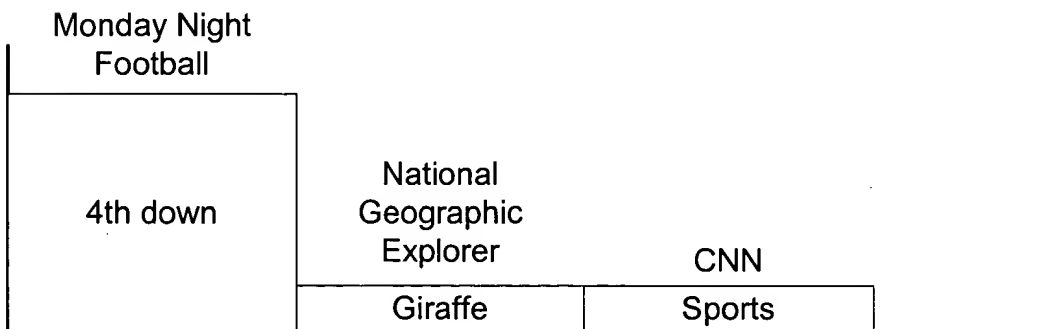 Monday Night
Football
4th down
National
Geographic
Explorer
Giraffe
CNN
Sports